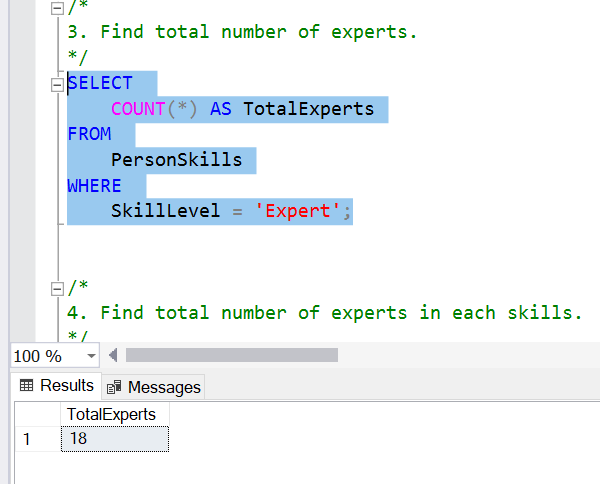 /*
3. Find total number of experts.
*/
SELECT
COUNT(*) AS TotalExperts
FROM
PersonSkills
WHERE
SkillLevel = 'Expert';
/*
4. Find total number of experts in each skills.
*/
100 %
Results Messages
TotalExperts
1 18